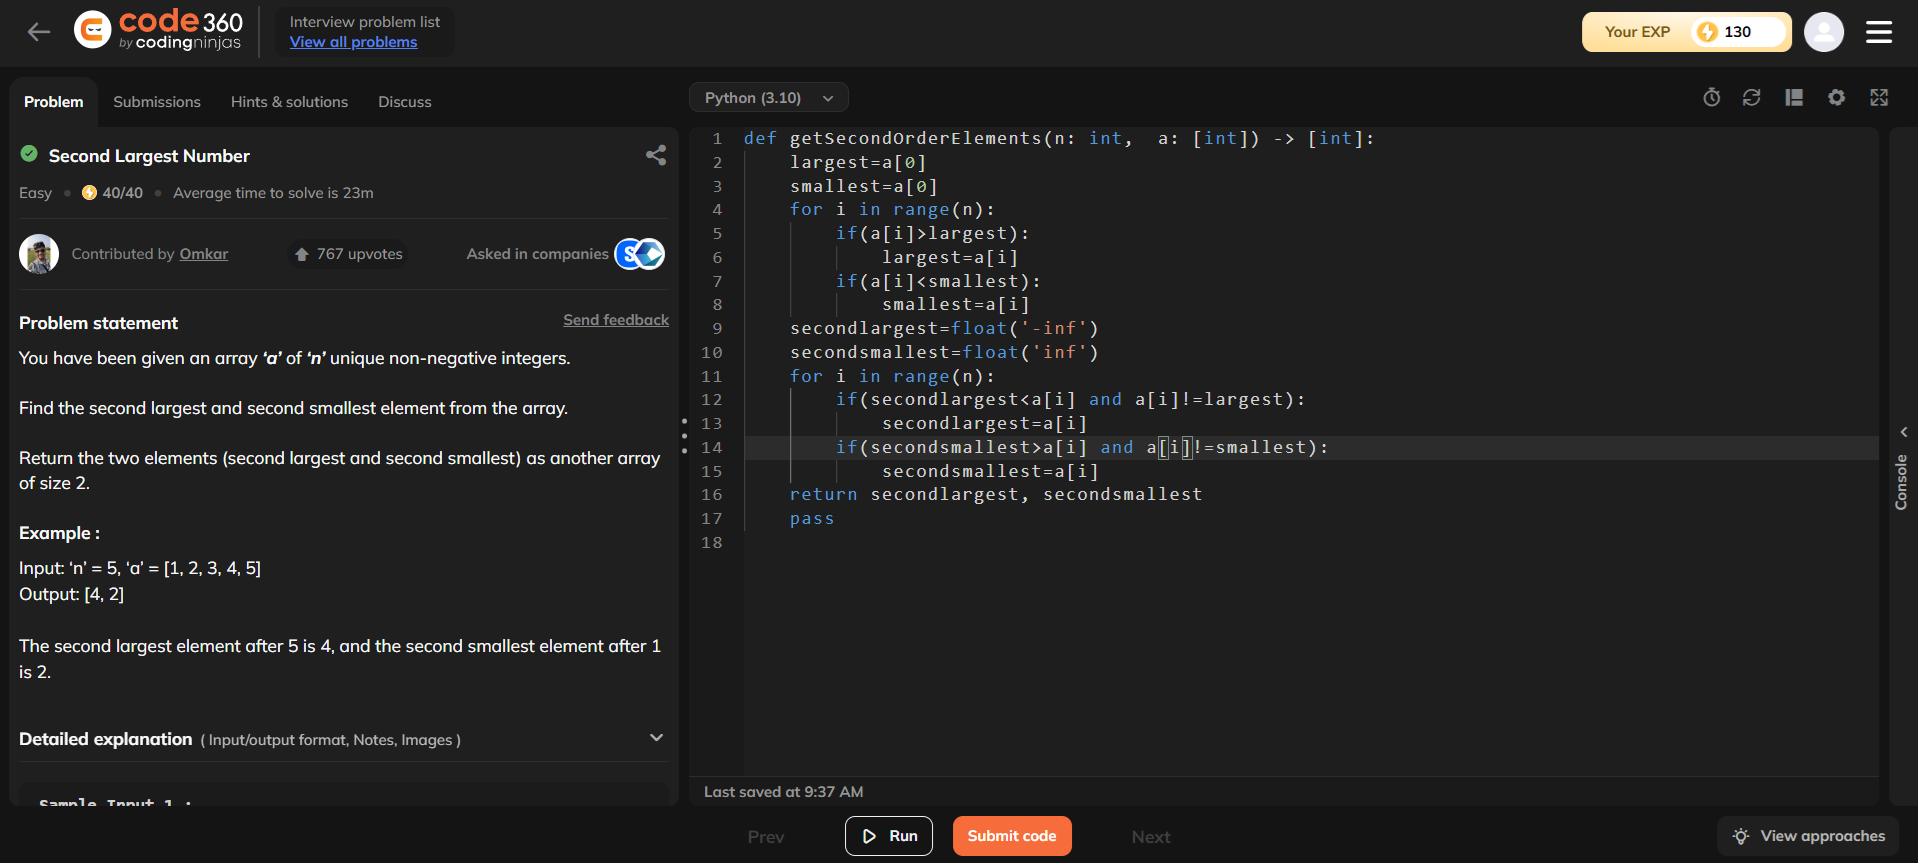 code 360
by codingninjas
Interview problem list
View all problems
Your EXP 130
Problem Submissions Hints & solutions Discuss
Second Largest Number
Easy • 40/40 • Average time to solve is 23m
Contributed by Omkar 767 upvotes Asked in companies
Problem statement Send feedback
You have been given an array ‘a’ of ‘n’ unique non-negative integers.
Find the second largest and second smallest element from the array.
Return the two elements (second largest and second smallest) as another array
of size 2.
Example :
Input: ‘n’ = 5, ‘a’ = [1, 2, 3, 4, 5]
Output: [4, 2]
The second largest element after 5 is 4, and the second smallest element after 1
is 2.
Detailed explanation ( Input/output format, Notes, Images )
Sample Input 1 :
Python (3.10)
1 def getSecondOrderElements(n: int,  a: [int]) -> [int]:
2     largest=a[0]
3     smallest=a[0]
4     for i in range(n):
5         if(a[i]>largest):
6             largest=a[i]
7         if(a[i]<smallest):
8             smallest=a[i]
9     secondlargest=float('-inf')
10     secondsmallest=float('inf')
11     for i in range(n):
12         if(secondlargest<a[i] and a[i]!=largest):
13             secondlargest=a[i]
14         if(secondsmallest>a[i] and a[i]!=smallest):
15             secondsmallest=a[i]
16     return secondlargest, secondsmallest
17     pass
18
Console
Last saved at 9:37 AM
Prev Run Submit code Next View approaches